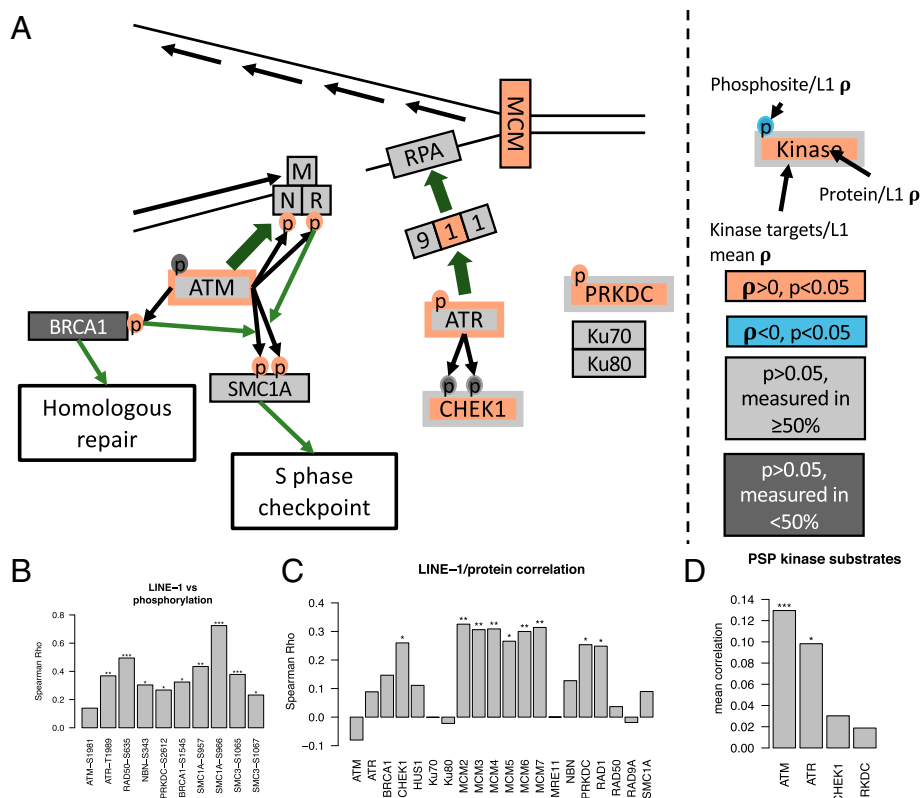 A
MCM
RPA
M
N R
p p
9 1 1
p
ATM
p
PRKDC
p
ATR
Ku70
Ku80
BRCA1 p
p p
SMC1A
p p
CHEK1
Homologous
repair
S phase
checkpoint
Phosphosite/L1 ρ
p
Kinase
Protein/L1 ρ
Kinase targets/L1
mean ρ
ρ>0, p<0.05
ρ<0, p<0.05
p>0.05,
measured in
≥50%
p>0.05,
measured in
<50%
B
LINE−1 vs
phosphorylation
Spearman Rho
0.8
0.6
0.4
0.2
0.0
** *** * * * ** *** *** *
ATM−S1981
ATR−T1989
RAD50−S635
NBN−S343
PRKDC−S2612
BRCA1−S1545
SMC1A−S957
SMC1A−S966
SMC3−S1065
SMC3−S1067
C
LINE−1/protein correlation
Spearman Rho
0.4
0.3
0.2
0.1
0.0
−0.1
* ** ** ** * ** ** * *
ATM
ATR
BRCA1
CHEK1
HUS1
Ku70
Ku80
MCM2
MCM3
MCM4
MCM5
MCM6
MCM7
MRE11
NBN
PRKDC
RAD1
RAD50
RAD9A
SMC1A
D
PSP kinase substrates
mean correlation
0.14
0.12
0.10
0.08
0.06
0.04
0.02
0.00
*** *
ATM
ATR
CHEK1
RKDC